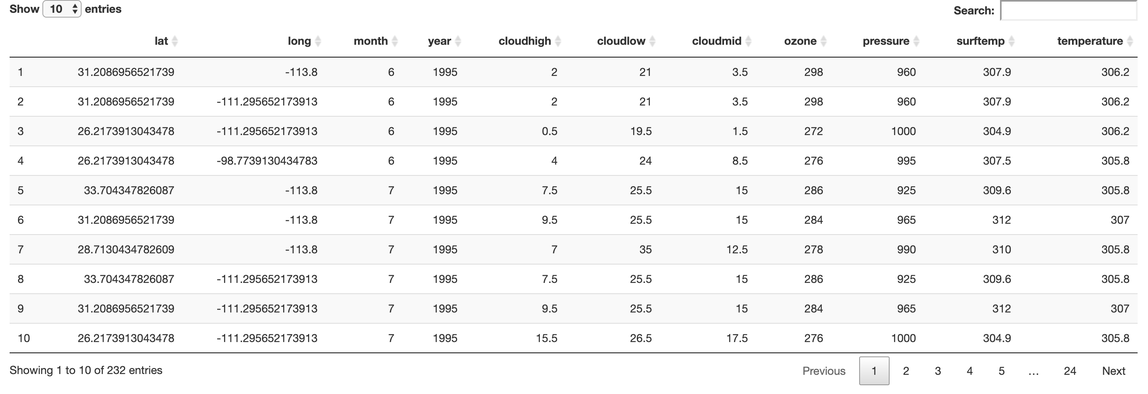 Show 10 entries Search:
lat long month year cloudhigh cloudlow cloudmid ozone pressure surftemp temperature
1 31.2086956521739 -113.8 6 1995 2 21 3.5 298 960 307.9 306.2
2 31.2086956521739 -111.295652173913 6 1995 2 21 3.5 298 960 307.9 306.2
3 26.2173913043478 -111.295652173913 6 1995 0.5 19.5 1.5 272 1000 304.9 306.2
4 26.2173913043478 -98.7739130434783 6 1995 4 24 8.5 276 995 307.5 305.8
5 33.704347826087 -113.8 7 1995 7.5 25.5 15 286 925 309.6 305.8
6 31.2086956521739 -113.8 7 1995 9.5 25.5 15 284 965 312 307
7 28.7130434782609 -113.8 7 1995 7 35 12.5 278 990 310 305.8
8 33.704347826087 -111.295652173913 7 1995 7.5 25.5 15 286 925 309.6 305.8
9 31.2086956521739 -111.295652173913 7 1995 9.5 25.5 15 284 965 312 307
10 26.2173913043478 -111.295652173913 7 1995 15.5 26.5 17.5 276 1000 304.9 305.8
Showing 1 to 10 of 232 entries Previous 1 2 3 4 5 … 24 Next